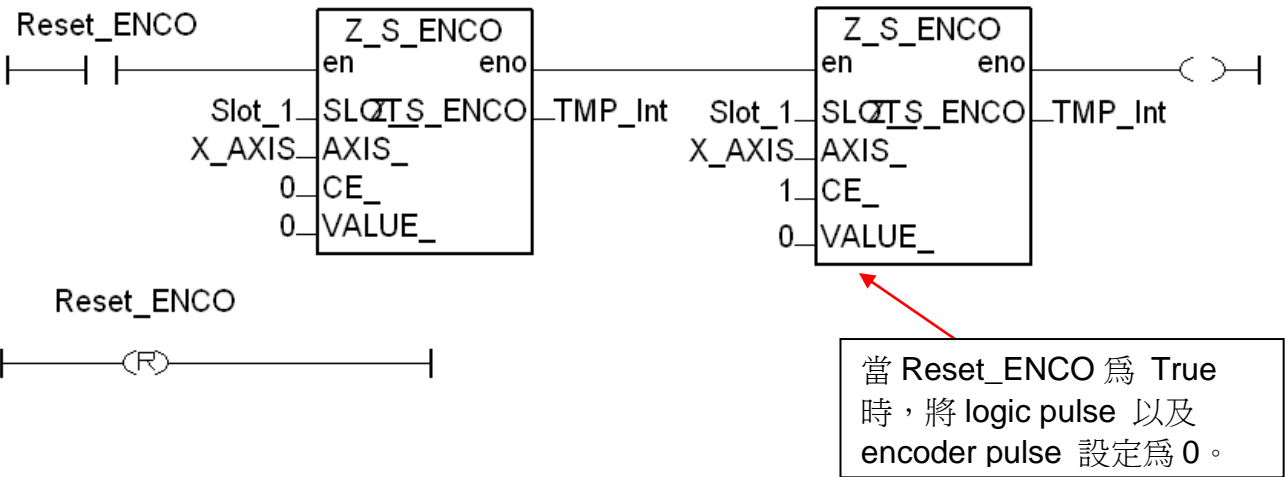 Reset_ENCO
Z_S_ENCO
Z_S_ENCO
en eno
en eno
Slot_1 SLOT_ Z_S_ENCO TMP_Int
Slot_1 SLOT_ Z_S_ENCO TMP_Int
X_AXIS AXIS_
X_AXIS AXIS_
0 CE_
1 CE_
0 VALUE_
0 VALUE_
Reset_ENCO
R
當 Reset_ENCO 爲 True
時，將 logic pulse 以及
encoder pulse 設定爲 0。